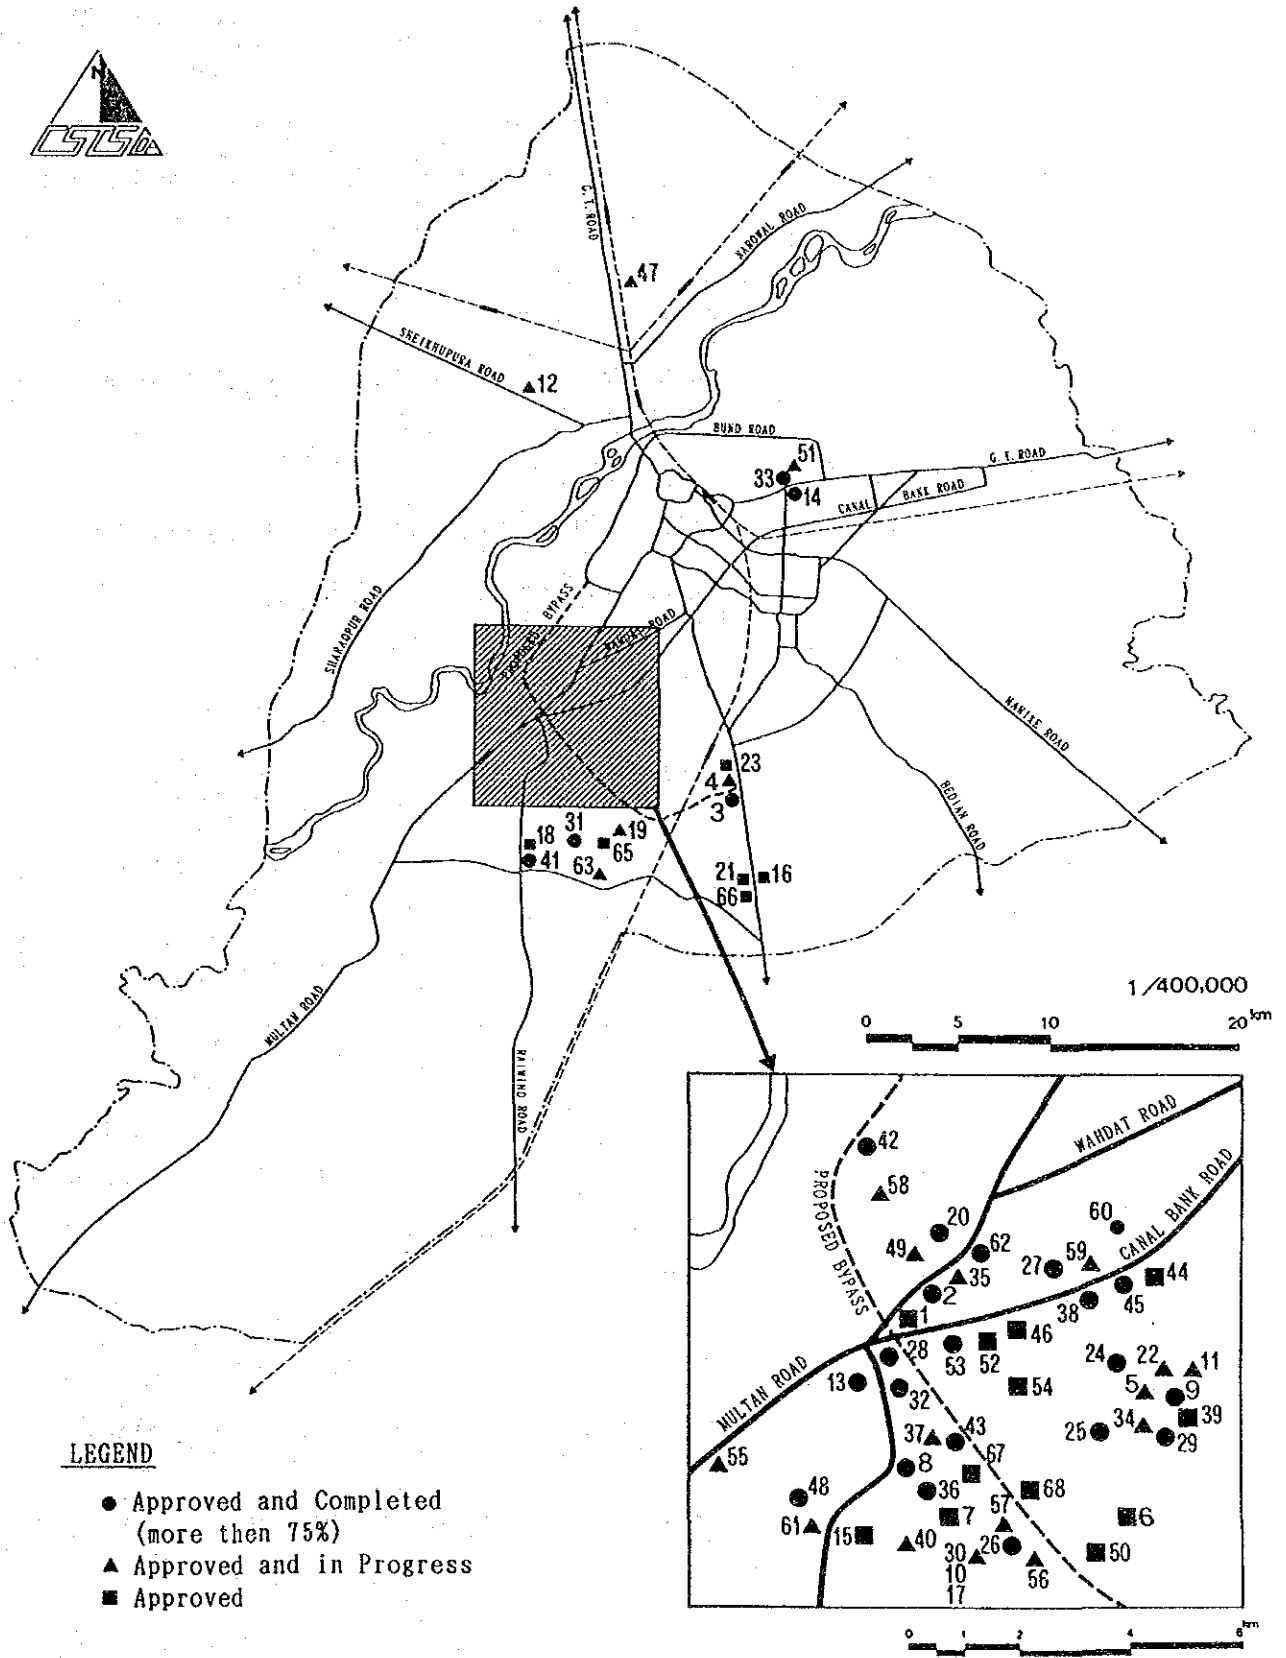 N
G. T. ROAD
NAROWAL ROAD
47
SHEIKHUPURA ROAD
12
BUND ROAD
51
33
14
G. T. ROAD
CANAL BANK ROAD
SHARAQPUR ROAD
PROPOSED BYPASS
ROAD
ROAD
BEDIAN ROAD
23
4
3
31
19
18
65
41
63
21
16
66
MULTAN ROAD
RAIWIND ROAD
1/400,000
0 5 10 20 km
42
WAHDAT ROAD
58
PROPOSED BYPASS
20
60
CANAL BANK ROAD
49
62
59
27
44
35
2
38
45
1
46
28
53
52
24
22
11
MULTAN ROAD
13
32
54
5
9
39
37
43
25
34
29
55
8
67
48
36
68
57
61
15
7
6
40
26
50
30
10
17
56
0 1 2 4 6 km
LEGEND
● Approved and Completed
(more then 75%)
▲ Approved and in Progress
■ Approved